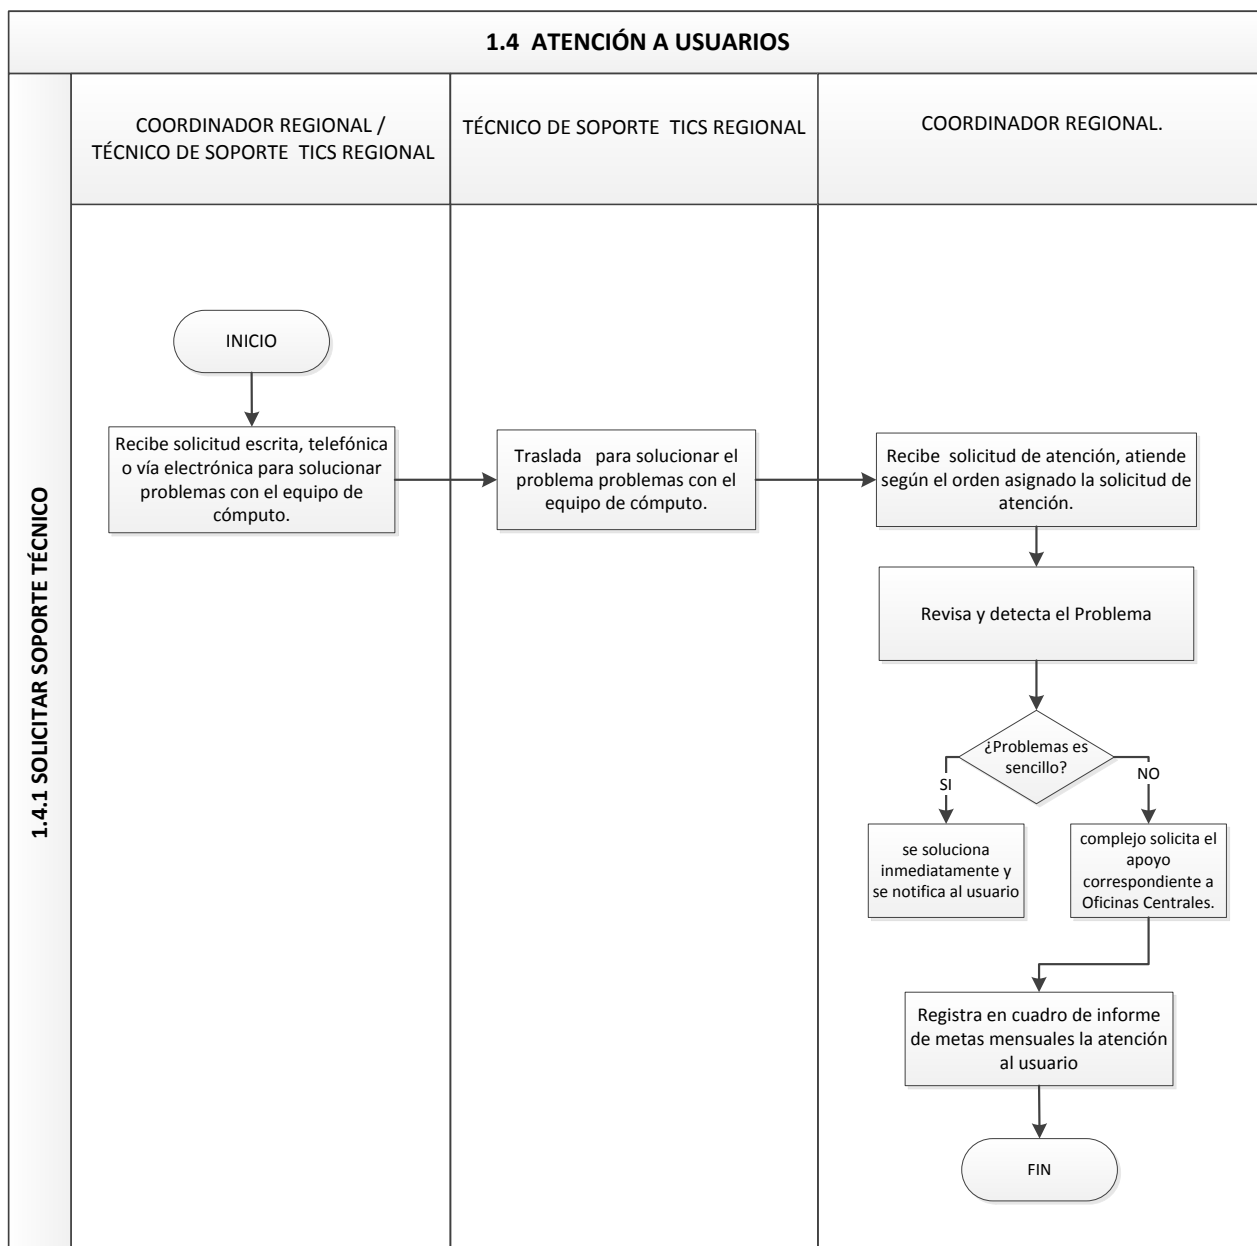 1.4 ATENCIÓN A USUARIOS
1.4.1 SOLICITAR SOPORTE TÉCNICO
COORDINADOR REGIONAL /
TÉCNICO DE SOPORTE TICS REGIONAL
TÉCNICO DE SOPORTE TICS REGIONAL
COORDINADOR REGIONAL.
INICIO
Recibe solicitud escrita, telefónica
o vía electrónica para solucionar
problemas con el equipo de
cómputo.
Traslada para solucionar el
problema problemas con el
equipo de cómputo.
Recibe solicitud de atención, atiende
según el orden asignado la solicitud de
atención.
Revisa y detecta el Problema
¿Problemas es
sencillo?
SI
NO
se soluciona
inmediatamente y
se notifica al usuario
complejo solicita el
apoyo
correspondiente a
Oficinas Centrales.
Registra en cuadro de informe
de metas mensuales la atención
al usuario
FIN